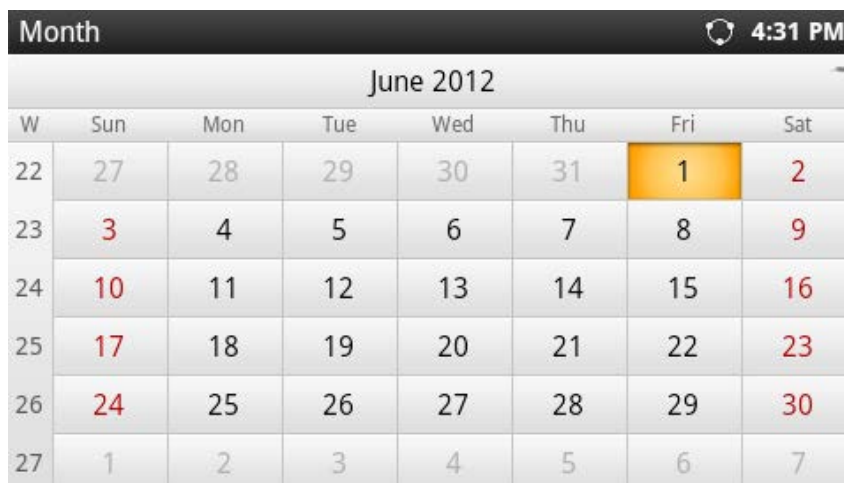 Month 4:31 PM
June 2012
W Sun Mon Tue Wed Thu Fri Sat
22 27 28 29 30 31 1 2
23 3 4 5 6 7 8 9
24 10 11 12 13 14 15 16
25 17 18 19 20 21 22 23
26 24 25 26 27 28 29 30
27 1 2 3 4 5 6 7